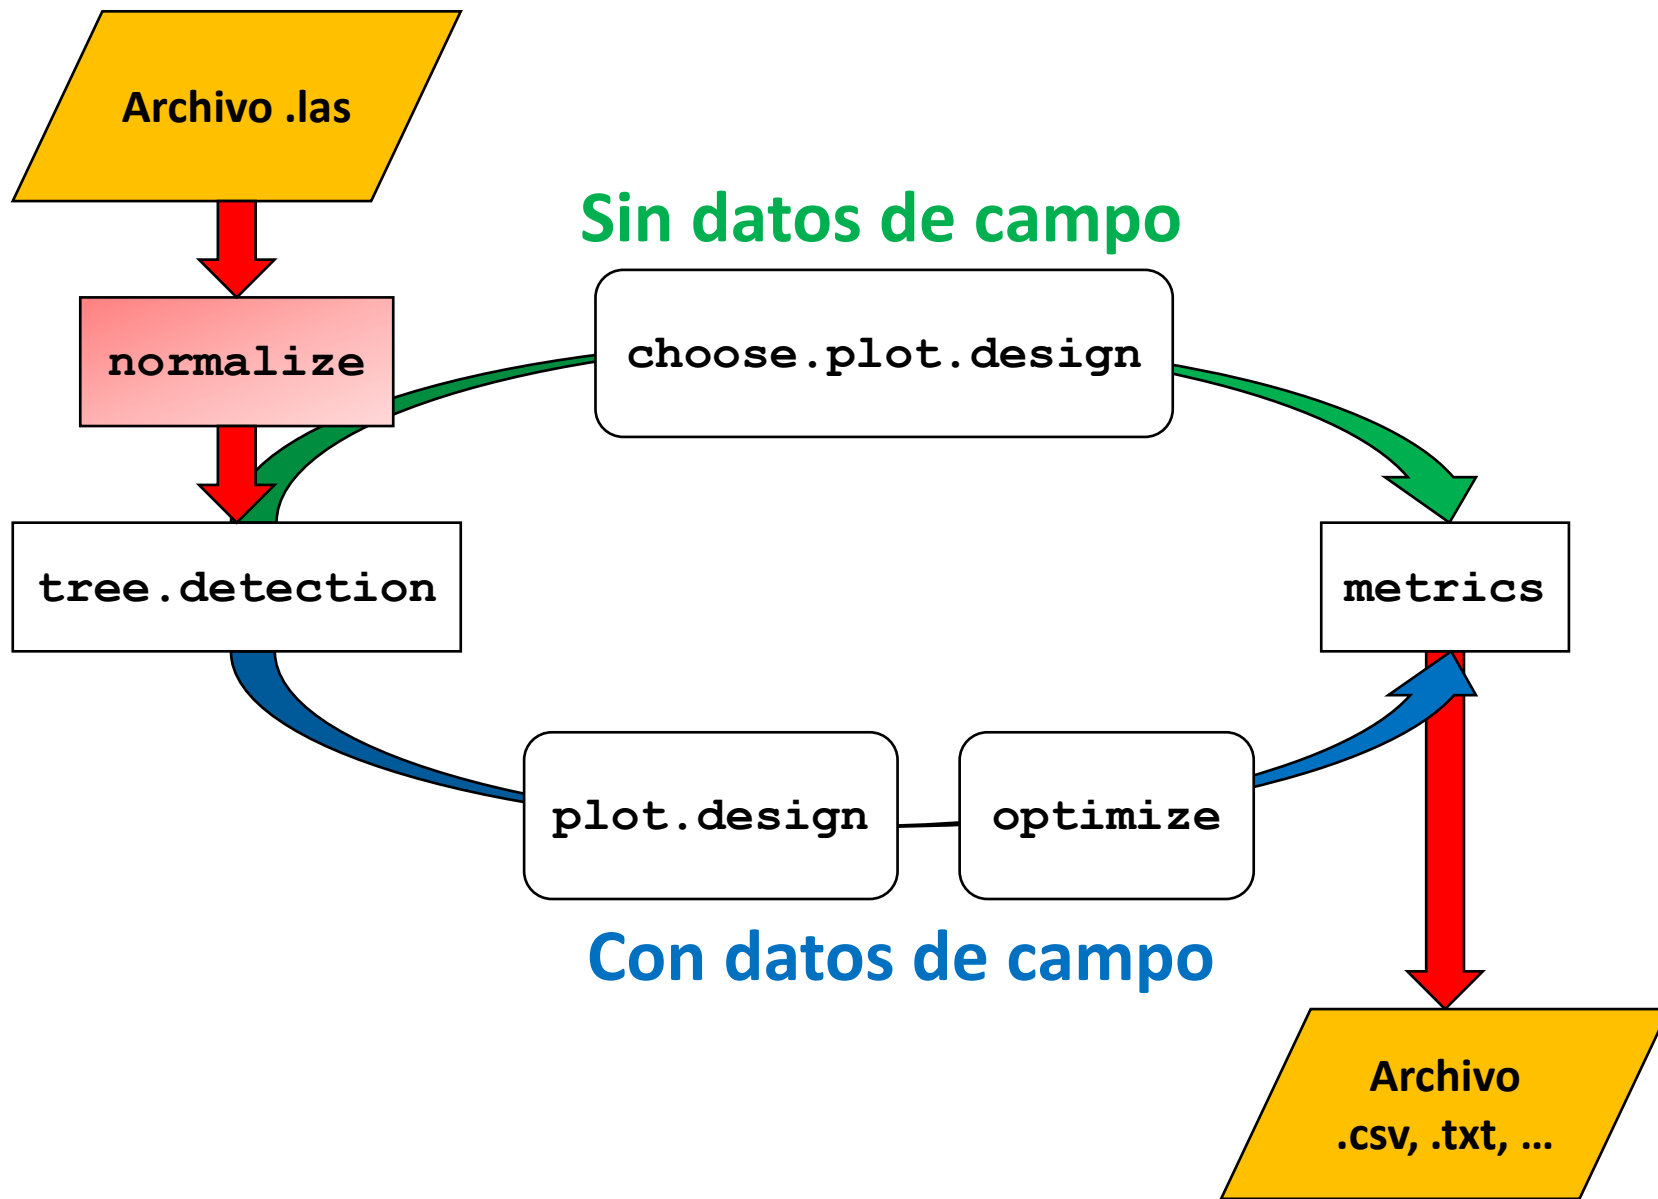 Archivo .las
Sin datos de campo
normalize
choose.plot.design
tree.detection
metrics
plot.design
optimize
Con datos de campo
Archivo
.csv, .txt, ...